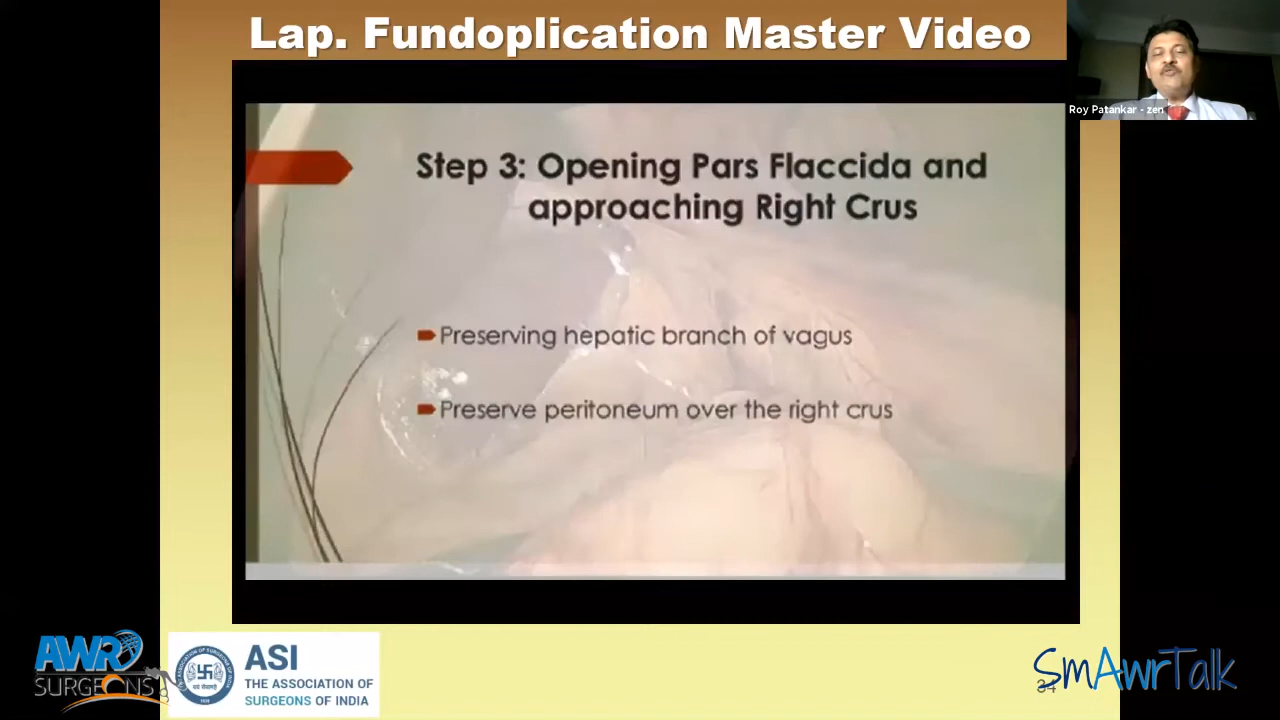 Lap. Fundoplication Master Video
Roy Patankar - zen
Step 3: Opening Pars Flaccida and
approaching Right Crus
Preserving hepatic branch of vagus
Preserve peritoneum over the right crus
AWR
SURGEONS
ASI
THE ASSOCIATION OF
SURGEONS OF INDIA
SmAwrTalk
34